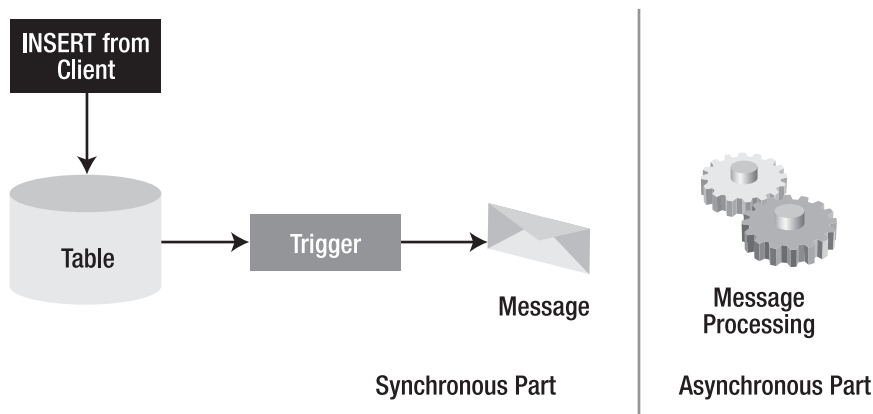 INSERT from
Client
Table
Trigger
Message
Message
Processing
Synchronous Part
Asynchronous Part